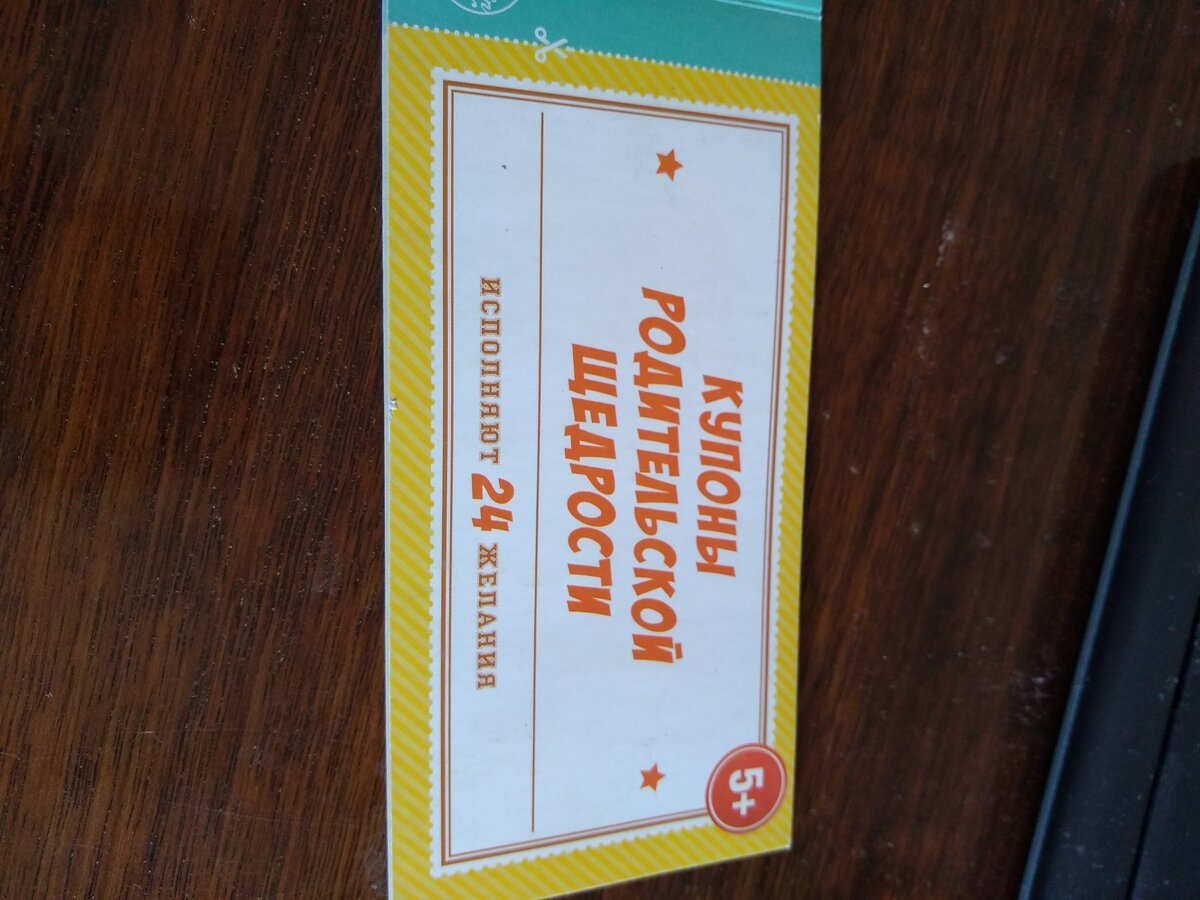 КУПОНЫ
РОДИТЕЛЬСКОЙ
ЩЕДРОСТИ
ИСПОЛНЯЮТ 24 ЖЕЛАНИЯ
5+